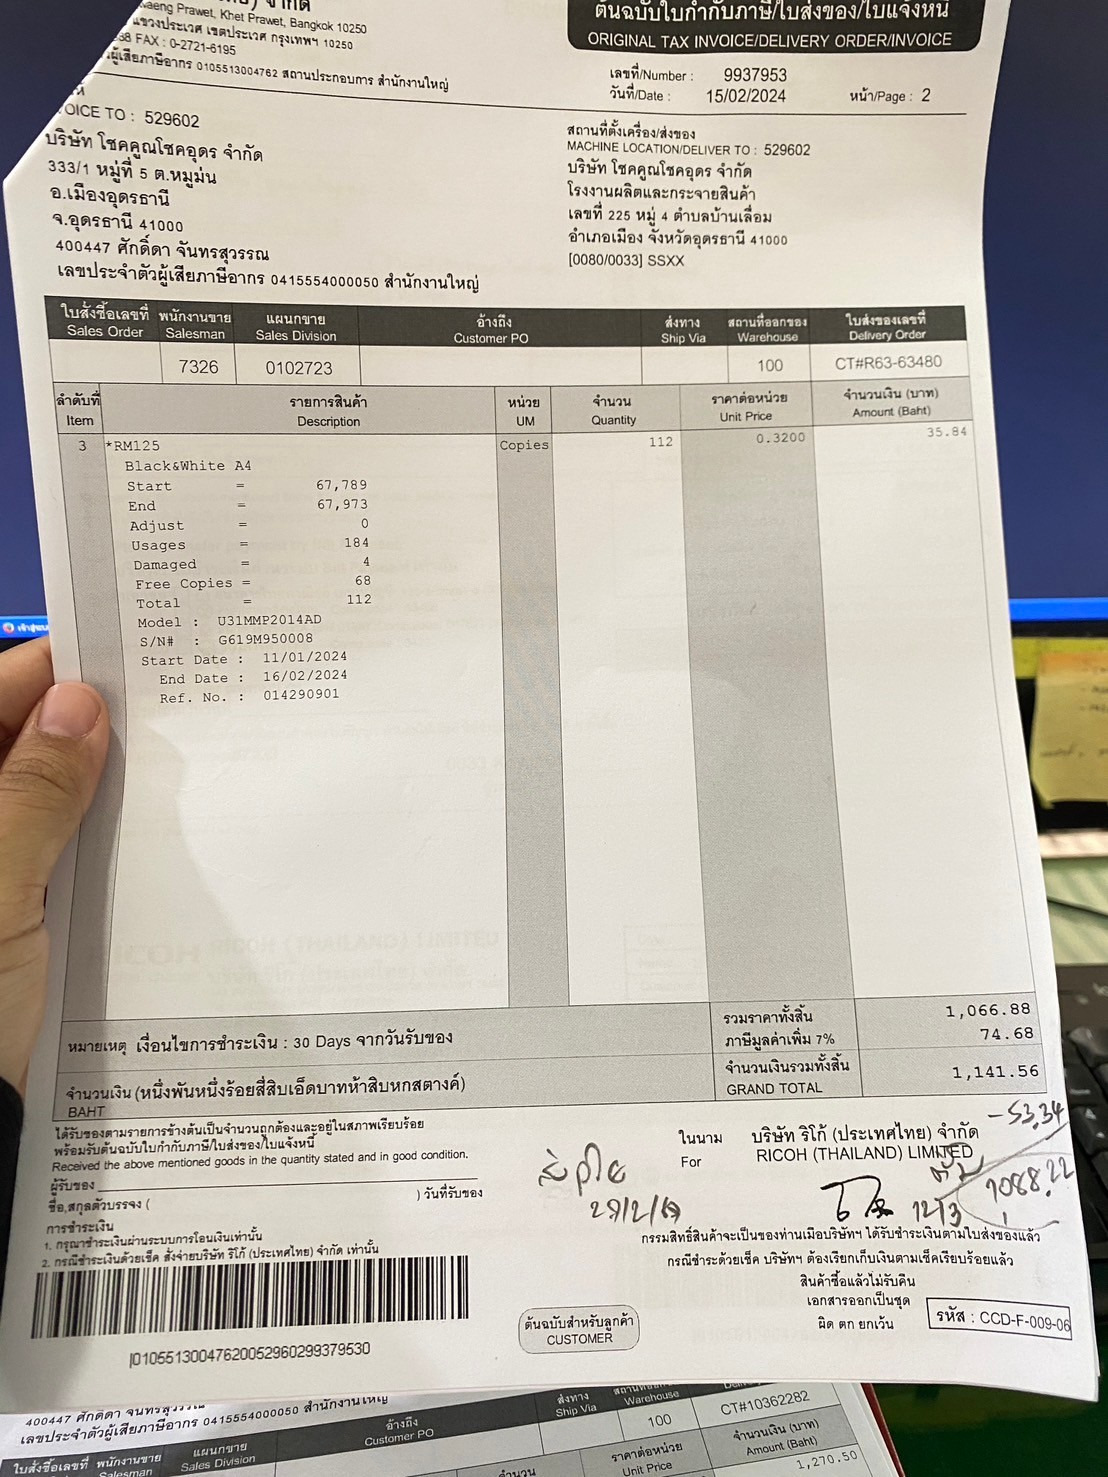 จำกัด
Prawet, Khet Prawet, Bangkok 10250
แขวงประเวศ เขตประเวศ กรุงเทพฯ 10250
FAX : 0-2721-6195
ผู้เสียภาษีอากร 0105513004762 สถานประกอบการ สำนักงานใหญ่
ต้นฉบับใบกำกับภาษี/ใบส่งของ/ใบแจ้งหนี้
ORIGINAL TAX INVOICE/DELIVERY ORDER/INVOICE
เลขที่/Number : 9937953
วันที่/Date : 15/02/2024 หน้า/Page : 2
OICE TO : 529602
บริษัท โชคคูณโชคอุดร จำกัด
333/1 หมู่ที่ 5 ต.หมูม่น
อ.เมืองอุดรธานี
จ.อุดรธานี 41000
400447 ศักดิ์ดา จันทรสุวรรณ
เลขประจำตัวผู้เสียภาษีอากร 0415554000050 สำนักงานใหญ่
สถานที่ตั้งเครื่อง/ส่งของ
MACHINE LOCATION/DELIVER TO : 529602
บริษัท โชคคูณโชคอุดร จำกัด
โรงงานผลิตและกระจายสินค้า
เลขที่ 225 หมู่ 4 ตำบลบ้านเลื่อม
อำเภอเมือง จังหวัดอุดรธานี 41000
[0080/0033] SSXX
ใบสั่งซื้อเลขที่ พนักงานขาย แผนกขาย อ้างถึง ส่งทาง สถานที่ออกของ ใบส่งของเลขที่
Sales Order Salesman Sales Division Customer PO Ship Via Warehouse Delivery Order
7326 0102723 100 CT#R63-63480
ลำดับที่ รายการสินค้า หน่วย จำนวน ราคาต่อหน่วย จำนวนเงิน (บาท)
Item Description UM Quantity Unit Price Amount (Baht)
3 *RM125 Copies 112 0.3200 35.84
Black&White A4
Start = 67,789
End = 67,973
Adjust = 0
Usages = 184
Damaged = 4
Free Copies = 68
Total = 112
Model : U31MMP2014AD
S/N# : G619M950008
Start Date : 11/01/2024
End Date : 16/02/2024
Ref. No. : 014290901
หมายเหตุ เงื่อนไขการชำระเงิน : 30 Days จากวันรับของ
รวมราคาทั้งสิ้น 1,066.88
ภาษีมูลค่าเพิ่ม 7% 74.68
จำนวนเงิน (หนึ่งพันหนึ่งร้อยสี่สิบเอ็ดบาทห้าสิบหกสตางค์)
BAHT
จำนวนเงินรวมทั้งสิ้น 1,141.56
GRAND TOTAL
-53.34
1088.22
ได้รับของตามรายการข้างต้นเป็นจำนวนถูกต้องและอยู่ในสภาพเรียบร้อย
พร้อมรับต้นฉบับใบกำกับภาษี/ใบส่งของ/ใบแจ้งหนี้
Received the above mentioned goods in the quantity stated and in good condition.
ผู้รับของ
ชื่อ,สกุลตัวบรรจง ( ) วันที่รับของ
ในนาม บริษัท ริโก้ (ประเทศไทย) จำกัด
For RICOH (THAILAND) LIMITED
12/3
การชำระเงิน
1. กรุณาชำระเงินผ่านระบบการโอนเงินเท่านั้น
2. กรณีชำระเงินด้วยเช็ค สั่งจ่ายบริษัท ริโก้ (ประเทศไทย) จำกัด เท่านั้น
กรรมสิทธิ์สินค้าจะเป็นของท่านเมื่อบริษัทฯ ได้รับชำระเงินตามใบส่งของแล้ว
กรณีชำระด้วยเช็ค บริษัทฯ ต้องเรียกเก็บเงินตามเช็คเรียบร้อยแล้ว
สินค้าซื้อแล้วไม่รับคืน
เอกสารออกเป็นชุด
ผิด ตก ยกเว้น
รหัส : CCD-F-009-06
ต้นฉบับสำหรับลูกค้า
CUSTOMER
|01055130047620052960299379530
400447 ศักดิ์ดา จันทรสุวรรณ
เลขประจำตัวผู้เสียภาษีอากร 0415554000050 สำนักงานใหญ่
ใบสั่งซื้อเลขที่ พนักงานขาย แผนกขาย อ้างถึง ส่งทาง
Salesman Sales Division Customer PO Ship Via Warehouse
100 CT#10362282
จำนวน ราคาต่อหน่วย จำนวนเงิน (บาท)
Unit Price Amount (Baht)
1,270.50